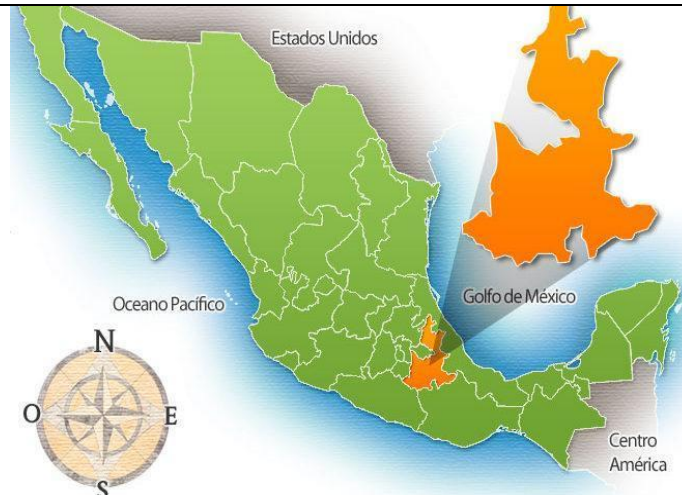 Estados Unidos
Golfo de México
Oceano Pacífico
N
O
E
S
Centro
América